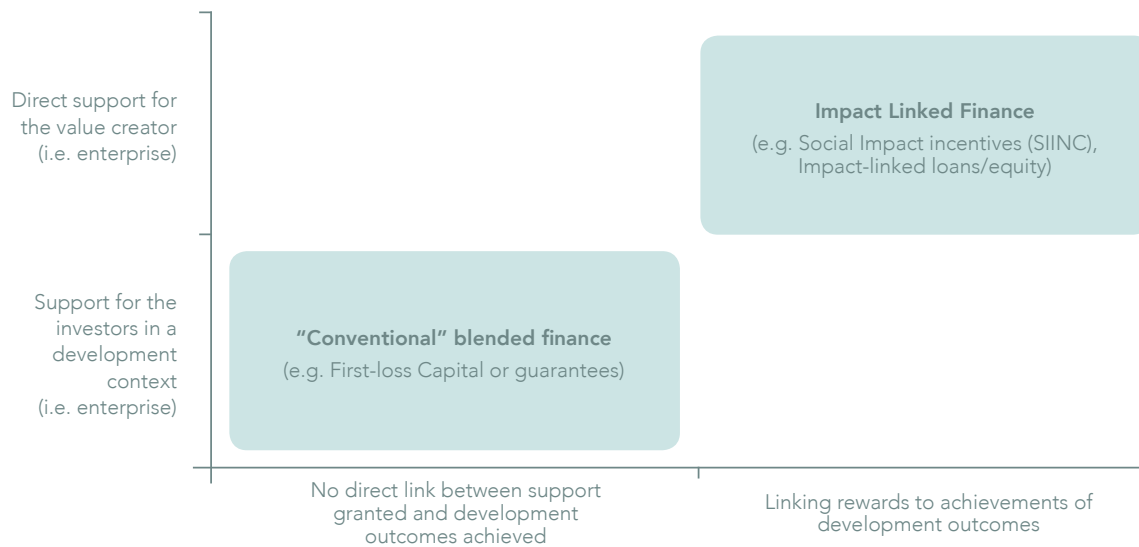 Direct support for
the value creator
(i.e. enterprise)
Impact Linked Finance
(e.g. Social Impact incentives (SIINC),
Impact-linked loans/equity)
Support for the
investors in a
development
context
(i.e. enterprise)
"Conventional" blended finance
(e.g. First-loss Capital or guarantees)
No direct link between support
granted and development
outcomes achieved
Linking rewards to achievements of
development outcomes